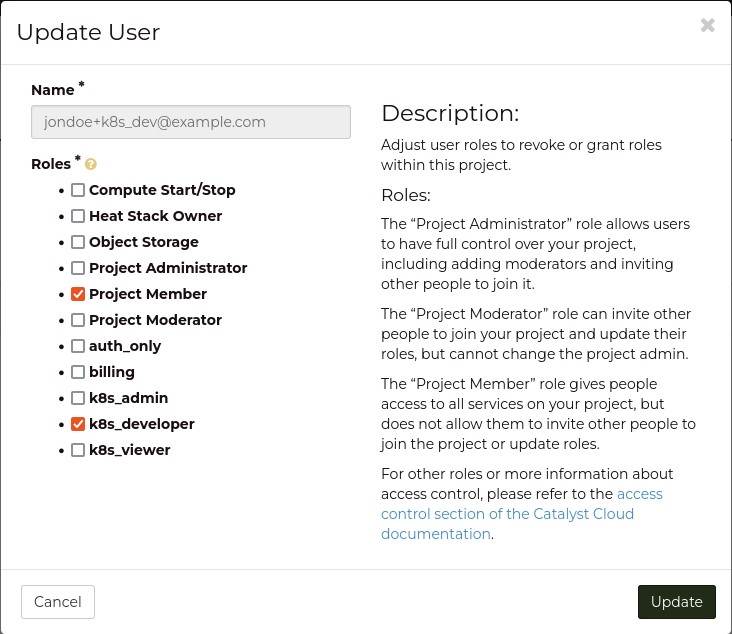 Update User
×
Name *
jondoe+k8s_dev@example.com
Roles * ?
• Compute Start/Stop
• Heat Stack Owner
• Object Storage
• Project Administrator
• Project Member
• Project Moderator
• auth_only
• billing
• k8s_admin
• k8s_developer
• k8s_viewer
Description:
Adjust user roles to revoke or grant roles
within this project.
Roles:
The “Project Administrator” role allows users
to have full control over your project,
including adding moderators and inviting
other people to join it.
The “Project Moderator” role can invite other
people to join your project and update their
roles, but cannot change the project admin.
The “Project Member” role gives people
access to all services on your project, but
does not allow them to invite other people to
join the project or update roles.
For other roles or more information about
access control, please refer to the access
control section of the Catalyst Cloud
documentation.
Cancel
Update